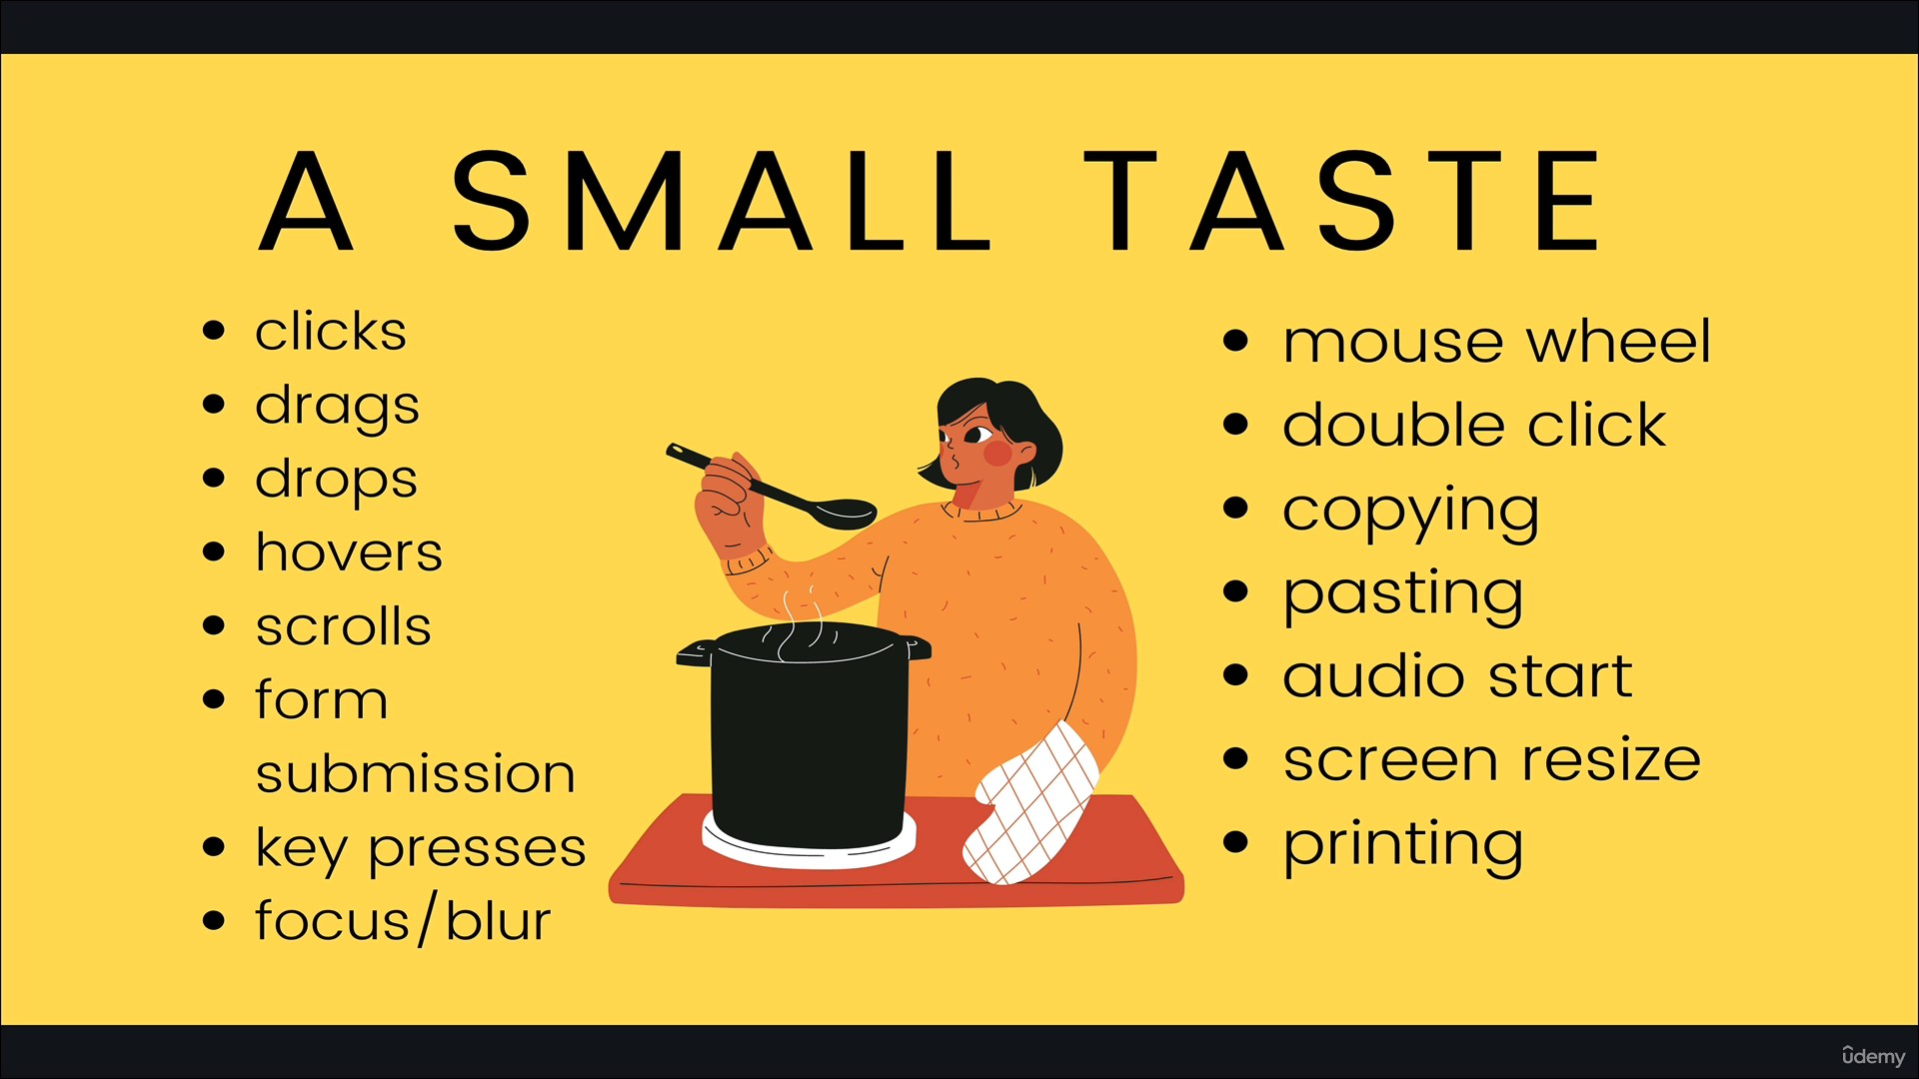 A SMALL TASTE
clicks
drags
drops
hovers
scrolls
form
submission
key presses
focus/blur
mouse wheel
double click
copying
pasting
audio start
screen resize
printing
ûdemy